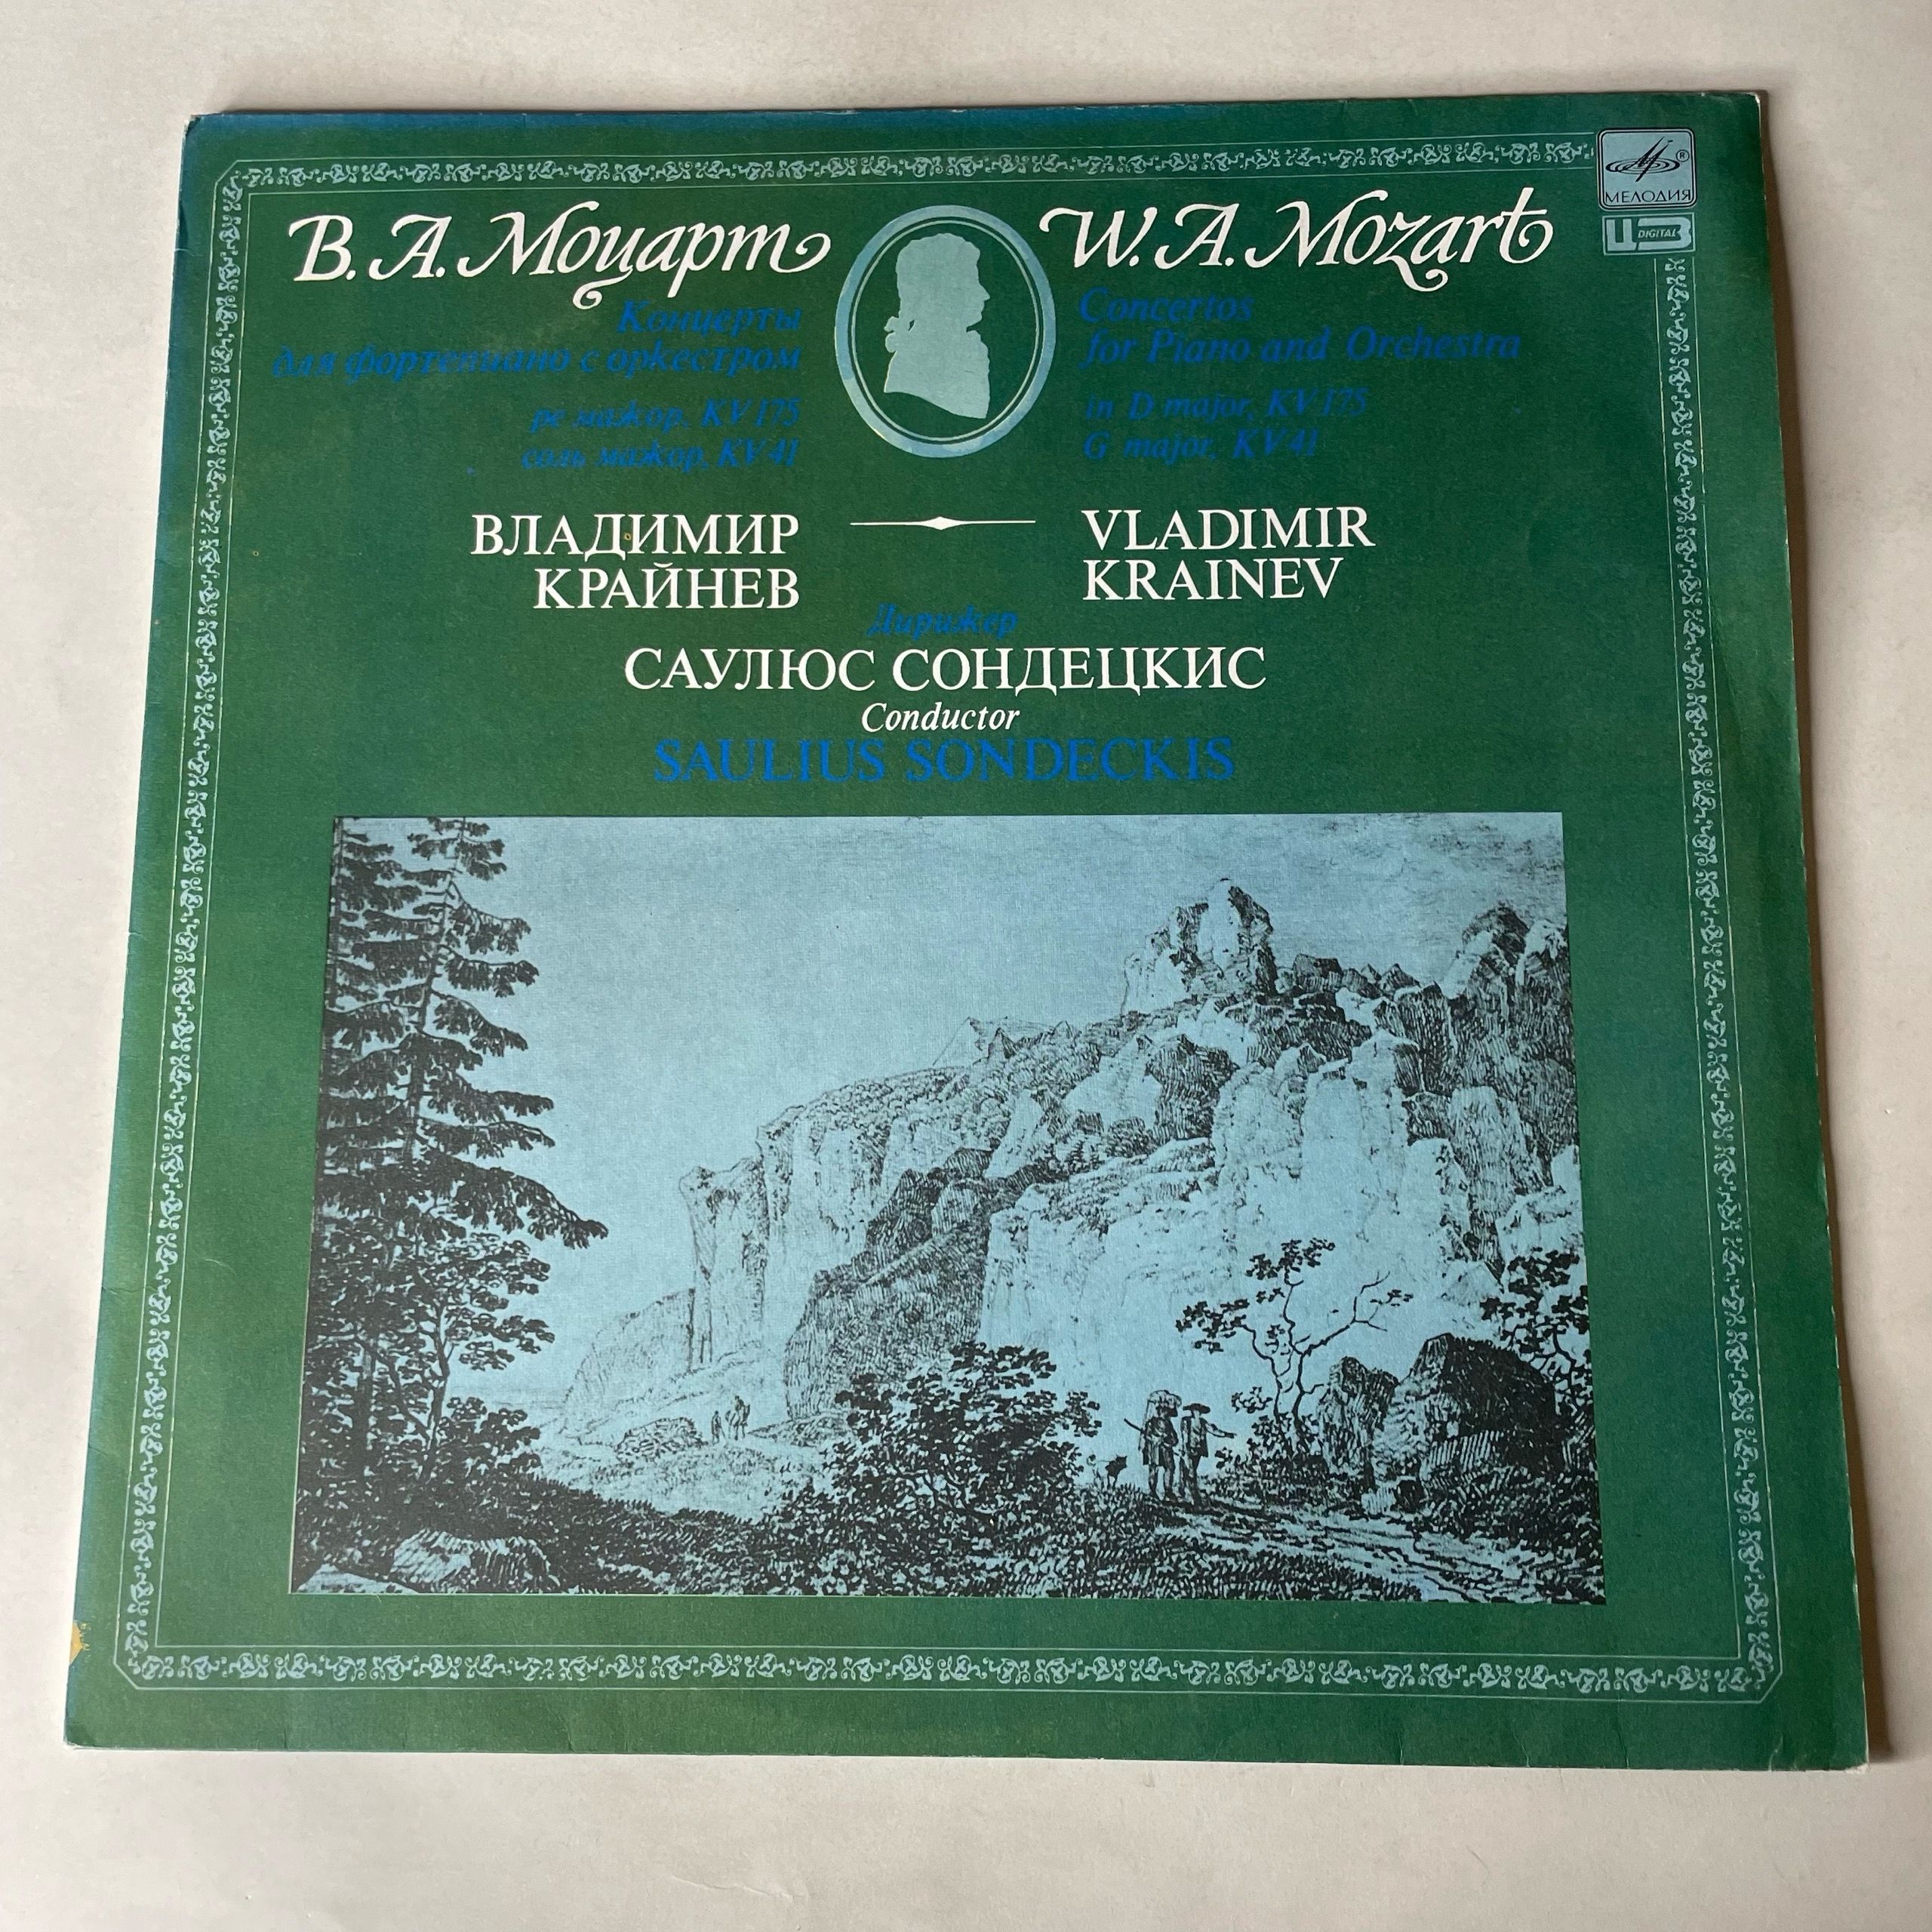 МЕЛОДИЯ
®
ЦЗ DIGITAL
В. А. Моцарт
Концерты
для фортепиано с оркестром
ре мажор, KV 175
соль мажор, KV 41
W. A. Mozart
Concertos
for Piano and Orchestra
in D major, KV 175
G major, KV 41
ВЛАДИМИР
КРАЙНЕВ
VLADIMIR
KRAINEV
Дирижер
САУЛЮС СОНДЕЦКИС
Conductor
SAULIUS SONDECKIS